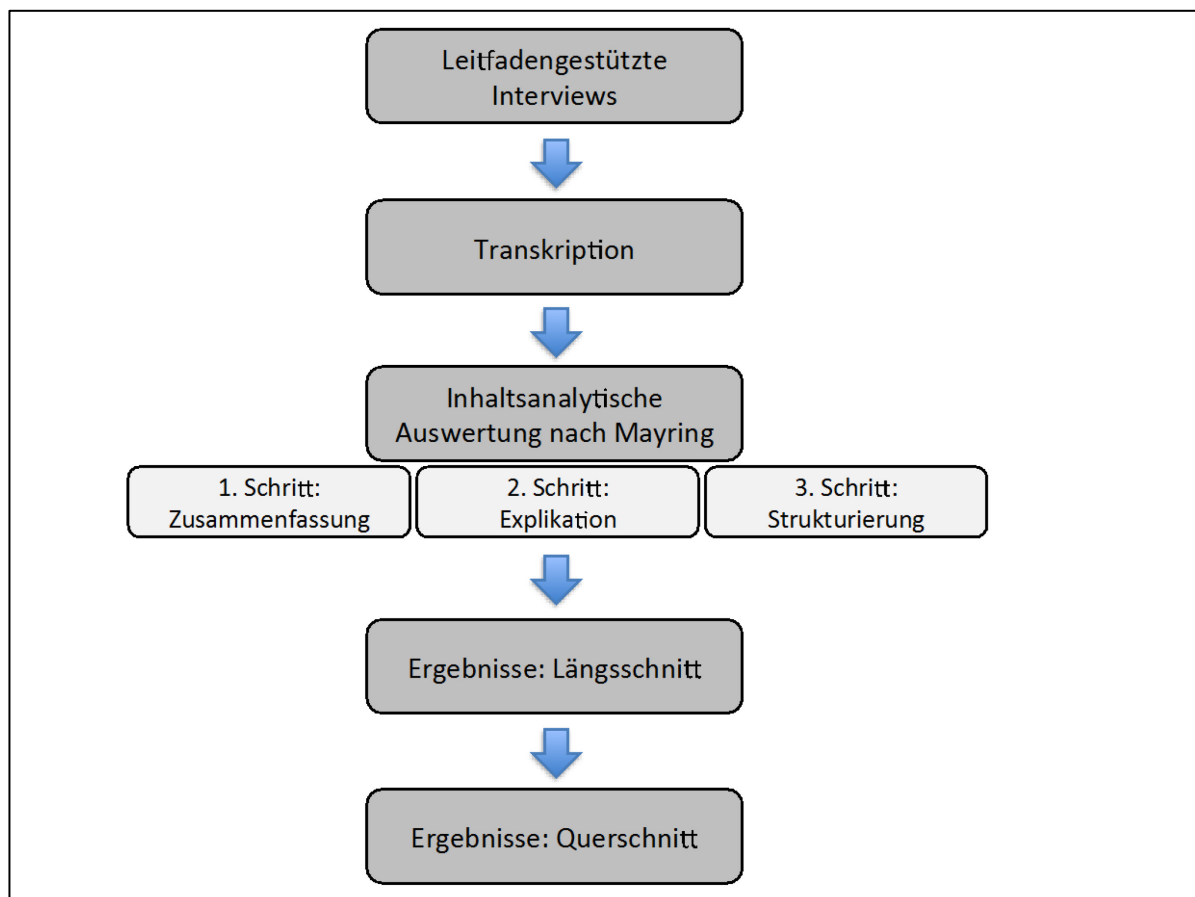 Leitfadengestützte
Interviews
Transkription
Inhaltsanalytische
Auswertung nach Mayring
1. Schritt:
Zusammenfassung
2. Schritt:
Explikation
3. Schritt:
Strukturierung
Ergebnisse: Längsschnitt
Ergebnisse: Querschnitt